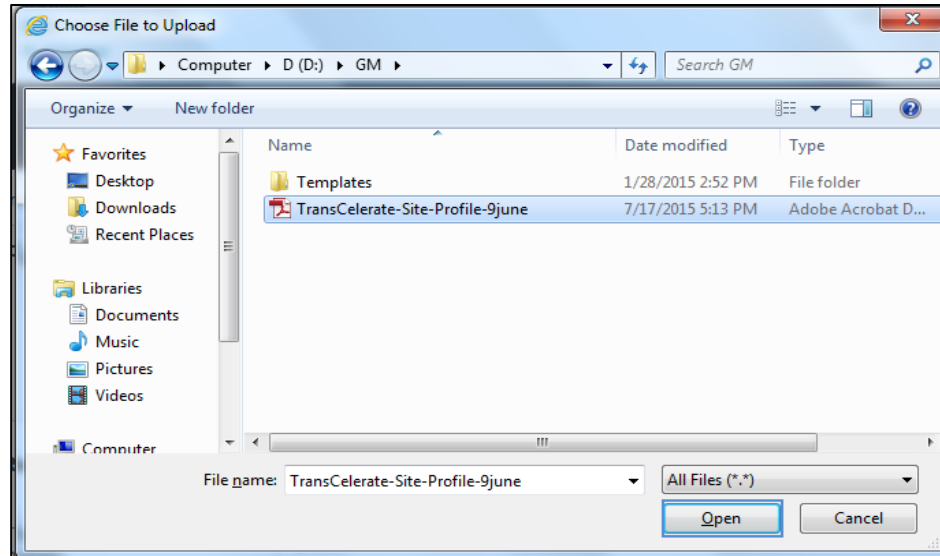 Choose File to Upload
Computer D (D:) GM Search GM
Organize New folder
Name Date modified Type
Favorites
Desktop
Downloads
Recent Places
Libraries
Documents
Music
Pictures
Videos
Computer
Templates 1/28/2015 2:52 PM File folder
TransCelerate-Site-Profile-9june 7/17/2015 5:13 PM Adobe Acrobat D...
File name: TransCelerate-Site-Profile-9june All Files (*.*)
Open Cancel